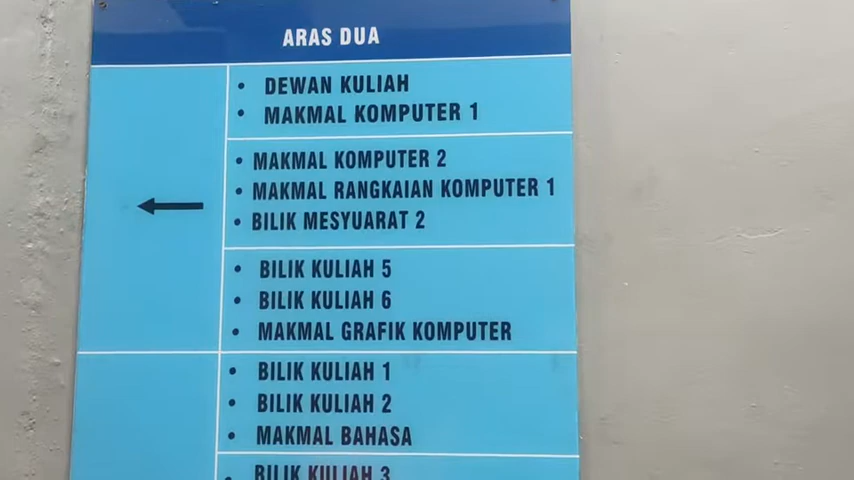 ARAS DUA
• DEWAN KULIAH
• MAKMAL KOMPUTER 1
• MAKMAL KOMPUTER 2
• MAKMAL RANGKAIAN KOMPUTER 1
• BILIK MESYUARAT 2
• BILIK KULIAH 5
• BILIK KULIAH 6
• MAKMAL GRAFIK KOMPUTER
• BILIK KULIAH 1
• BILIK KULIAH 2
• MAKMAL BAHASA
• BILIK KULIAH 3